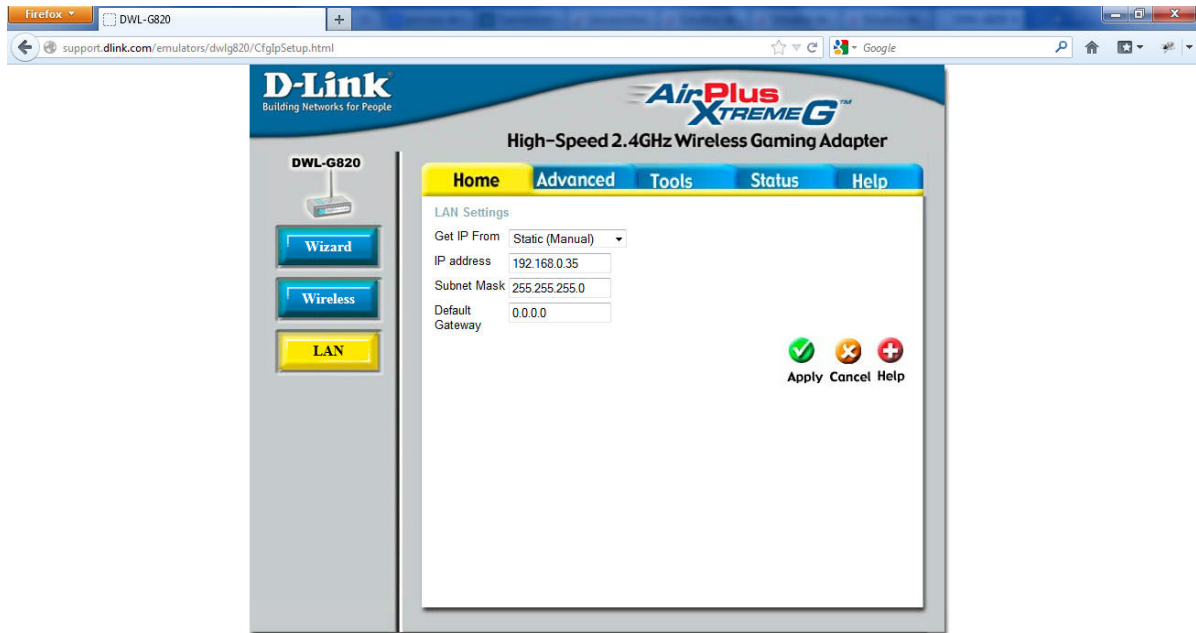 Firefox
DWL-G820
+
support.dlink.com/emulators/dwlg820/CfgIpSetup.html
Google
D-Link
Building Networks for People
AirPlus
XTREME G™
High-Speed 2.4GHz Wireless Gaming Adapter
DWL-G820
Home Advanced Tools Status Help
Wizard
Wireless
LAN
LAN Settings
Get IP From Static (Manual)
IP address 192.168.0.35
Subnet Mask 255.255.255.0
Default Gateway 0.0.0.0
Apply Cancel Help